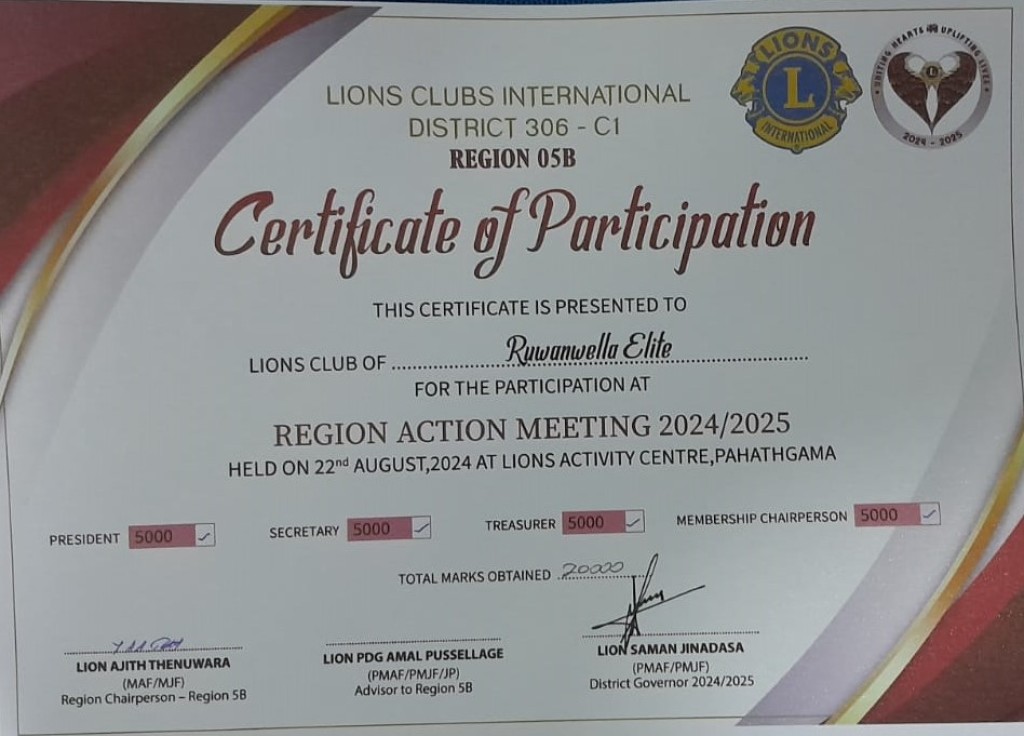 LIONS
L
INTERNATIONAL
UNITING HEARTS UPLIFTING LIVES
2024 - 2025
LIONS CLUBS INTERNATIONAL
DISTRICT 306 - C1
REGION 05B
Certificate of Participation
THIS CERTIFICATE IS PRESENTED TO
LIONS CLUB OF Ruwanwella Elite
FOR THE PARTICIPATION AT
REGION ACTION MEETING 2024/2025
HELD ON 22nd AUGUST,2024 AT LIONS ACTIVITY CENTRE,PAHATHGAMA
PRESIDENT 5000 SECRETARY 5000 TREASURER 5000 MEMBERSHIP CHAIRPERSON 5000
TOTAL MARKS OBTAINED 20000
LION AJITH THENUWARA
(MAF/MJF)
Region Chairperson – Region 5B
LION PDG AMAL PUSSELLAGE
(PMAF/PMJF/JP)
Advisor to Region 5B
LION SAMAN JINADASA
(PMAF/PMJF)
District Governor 2024/2025